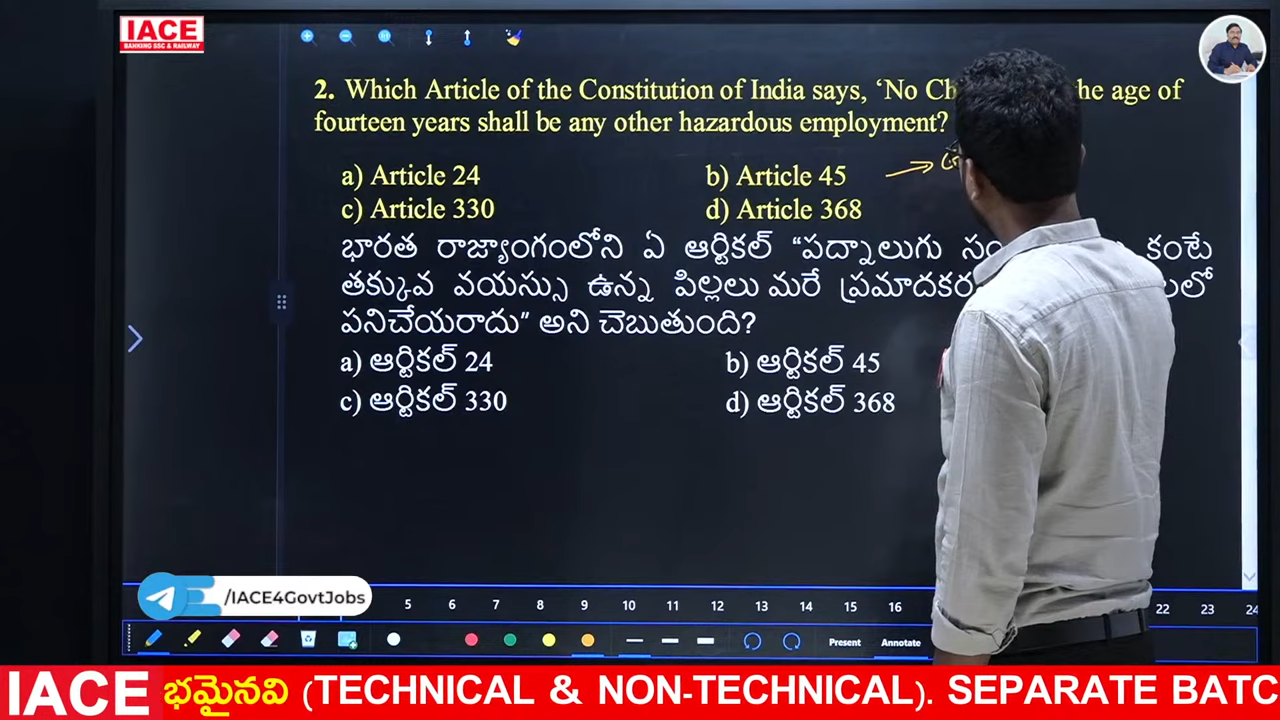 IACE
BANKING SSC & RAILWAY
2. Which Article of the Constitution of India says, ‘No he age of
fourteen years shall be any other hazardous employment?
a) Article 24 b) Article 45
c) Article 330 d) Article 368
భారత రాజ్యాంగంలోని ఏ ఆర్టికల్ “పద్నాలుగు కంటే
తక్కువ వయస్సు ఉన్న పిల్లలు మరే లో
పనిచేయరాదు” అని చెబుతుంది?
a) ఆర్టికల్ 24 b) ఆర్టికల్ 45
c) ఆర్టికల్ 330 d) ఆర్టికల్ 368
/IACE4GovtJobs
5 6 7 8 9 10 11 12 13 14 15 16 22 23 24
Present Annotate
IACE భమైనవి (TECHNICAL & NON-TECHNICAL). SEPARATE BATC